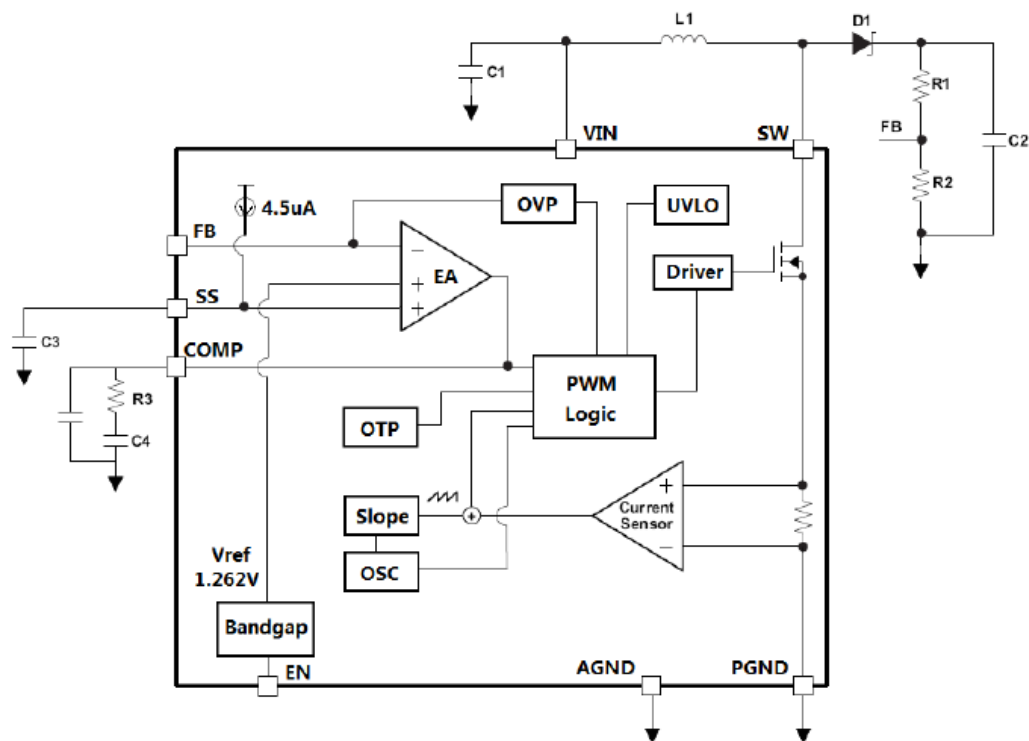 L1
D1
C1
R1
FB
C2
R2
VIN
SW
4.5uA
OVP
UVLO
FB
EA
Driver
SS
C3
COMP
PWM
Logic
R3
C4
OTP
Current
Sensor
Slope
OSC
Vref
1.262V
Bandgap
EN
AGND
PGND